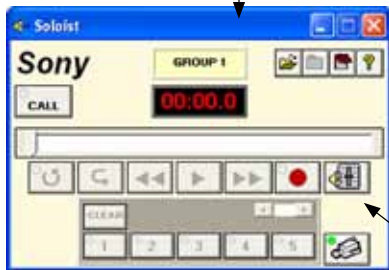 Soloist
Sony
GROUP 1
CALL
00:00.0
CLEAR
1 2 3 4 5